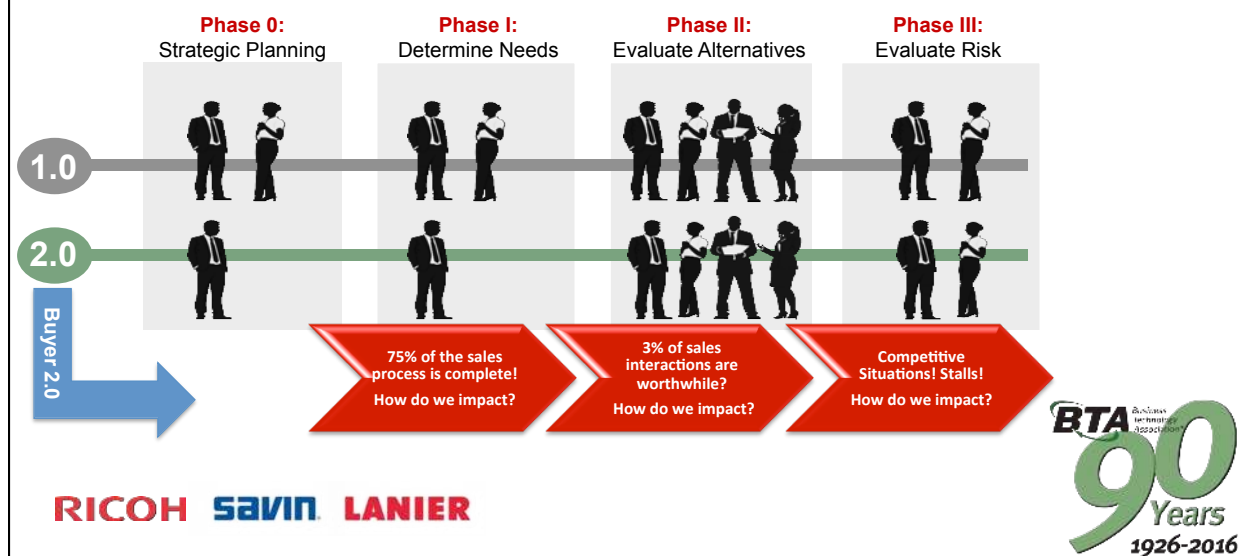 Phase 0:
Strategic Planning
Phase I:
Determine Needs
Phase II:
Evaluate Alternatives
Phase III:
Evaluate Risk
1.0
2.0
Buyer 2.0
75% of the sales
process is complete!
How do we impact?
3% of sales
interactions are
worthwhile?
How do we impact?
Competitive
Situations! Stalls!
How do we impact?
RICOH savin LANIER
BTA
Business
Technology
Association
90
Years
1926-2016